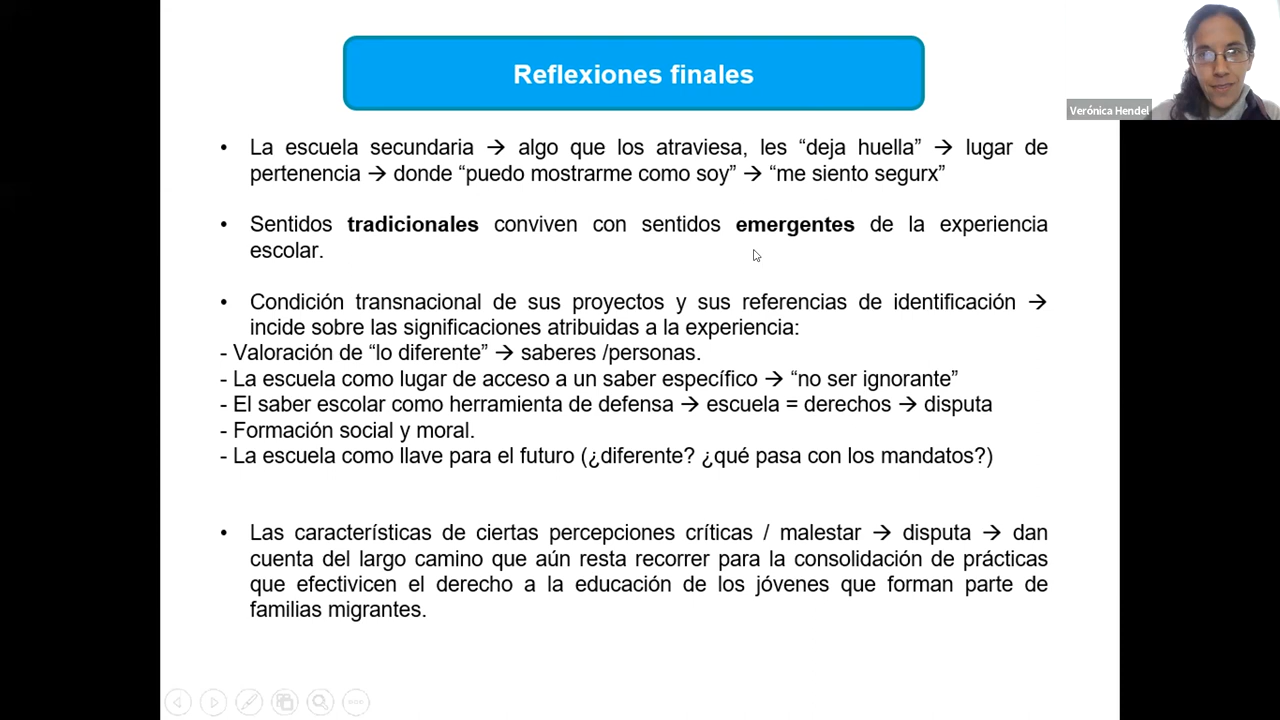 Reflexiones finales
Verónica Hendel
• La escuela secundaria → algo que los atraviesa, les “deja huella” → lugar de
pertenencia → donde “puedo mostrarme como soy” → “me siento segurx”
• Sentidos tradicionales conviven con sentidos emergentes de la experiencia
escolar.
• Condición transnacional de sus proyectos y sus referencias de identificación →
incide sobre las significaciones atribuidas a la experiencia:
- Valoración de “lo diferente” → saberes /personas.
- La escuela como lugar de acceso a un saber específico → “no ser ignorante”
- El saber escolar como herramienta de defensa → escuela = derechos → disputa
- Formación social y moral.
- La escuela como llave para el futuro (¿diferente? ¿qué pasa con los mandatos?)
• Las características de ciertas percepciones críticas / malestar → disputa → dan
cuenta del largo camino que aún resta recorrer para la consolidación de prácticas
que efectivicen el derecho a la educación de los jóvenes que forman parte de
familias migrantes.